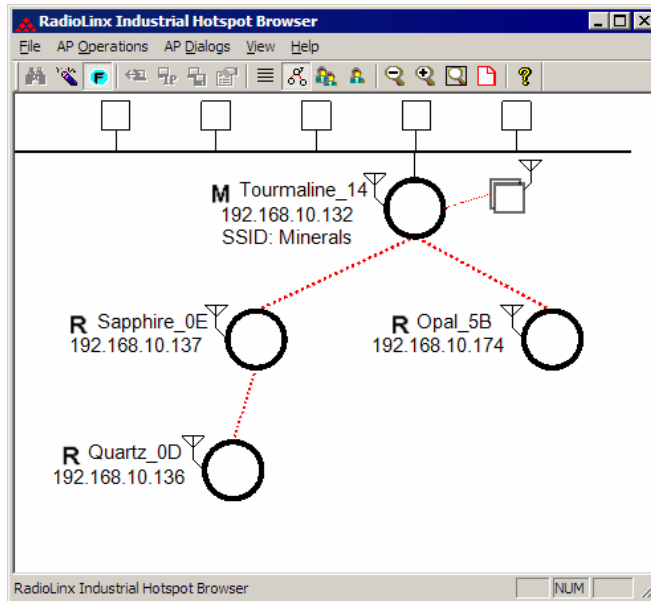 RadioLinx Industrial Hotspot Browser
File AP Operations AP Dialogs View Help
F P ?
M Tourmaline_14
192.168.10.132
SSID: Minerals
R Sapphire_0E
192.168.10.137
R Opal_5B
192.168.10.174
R Quartz_0D
192.168.10.136
RadioLinx Industrial Hotspot Browser NUM